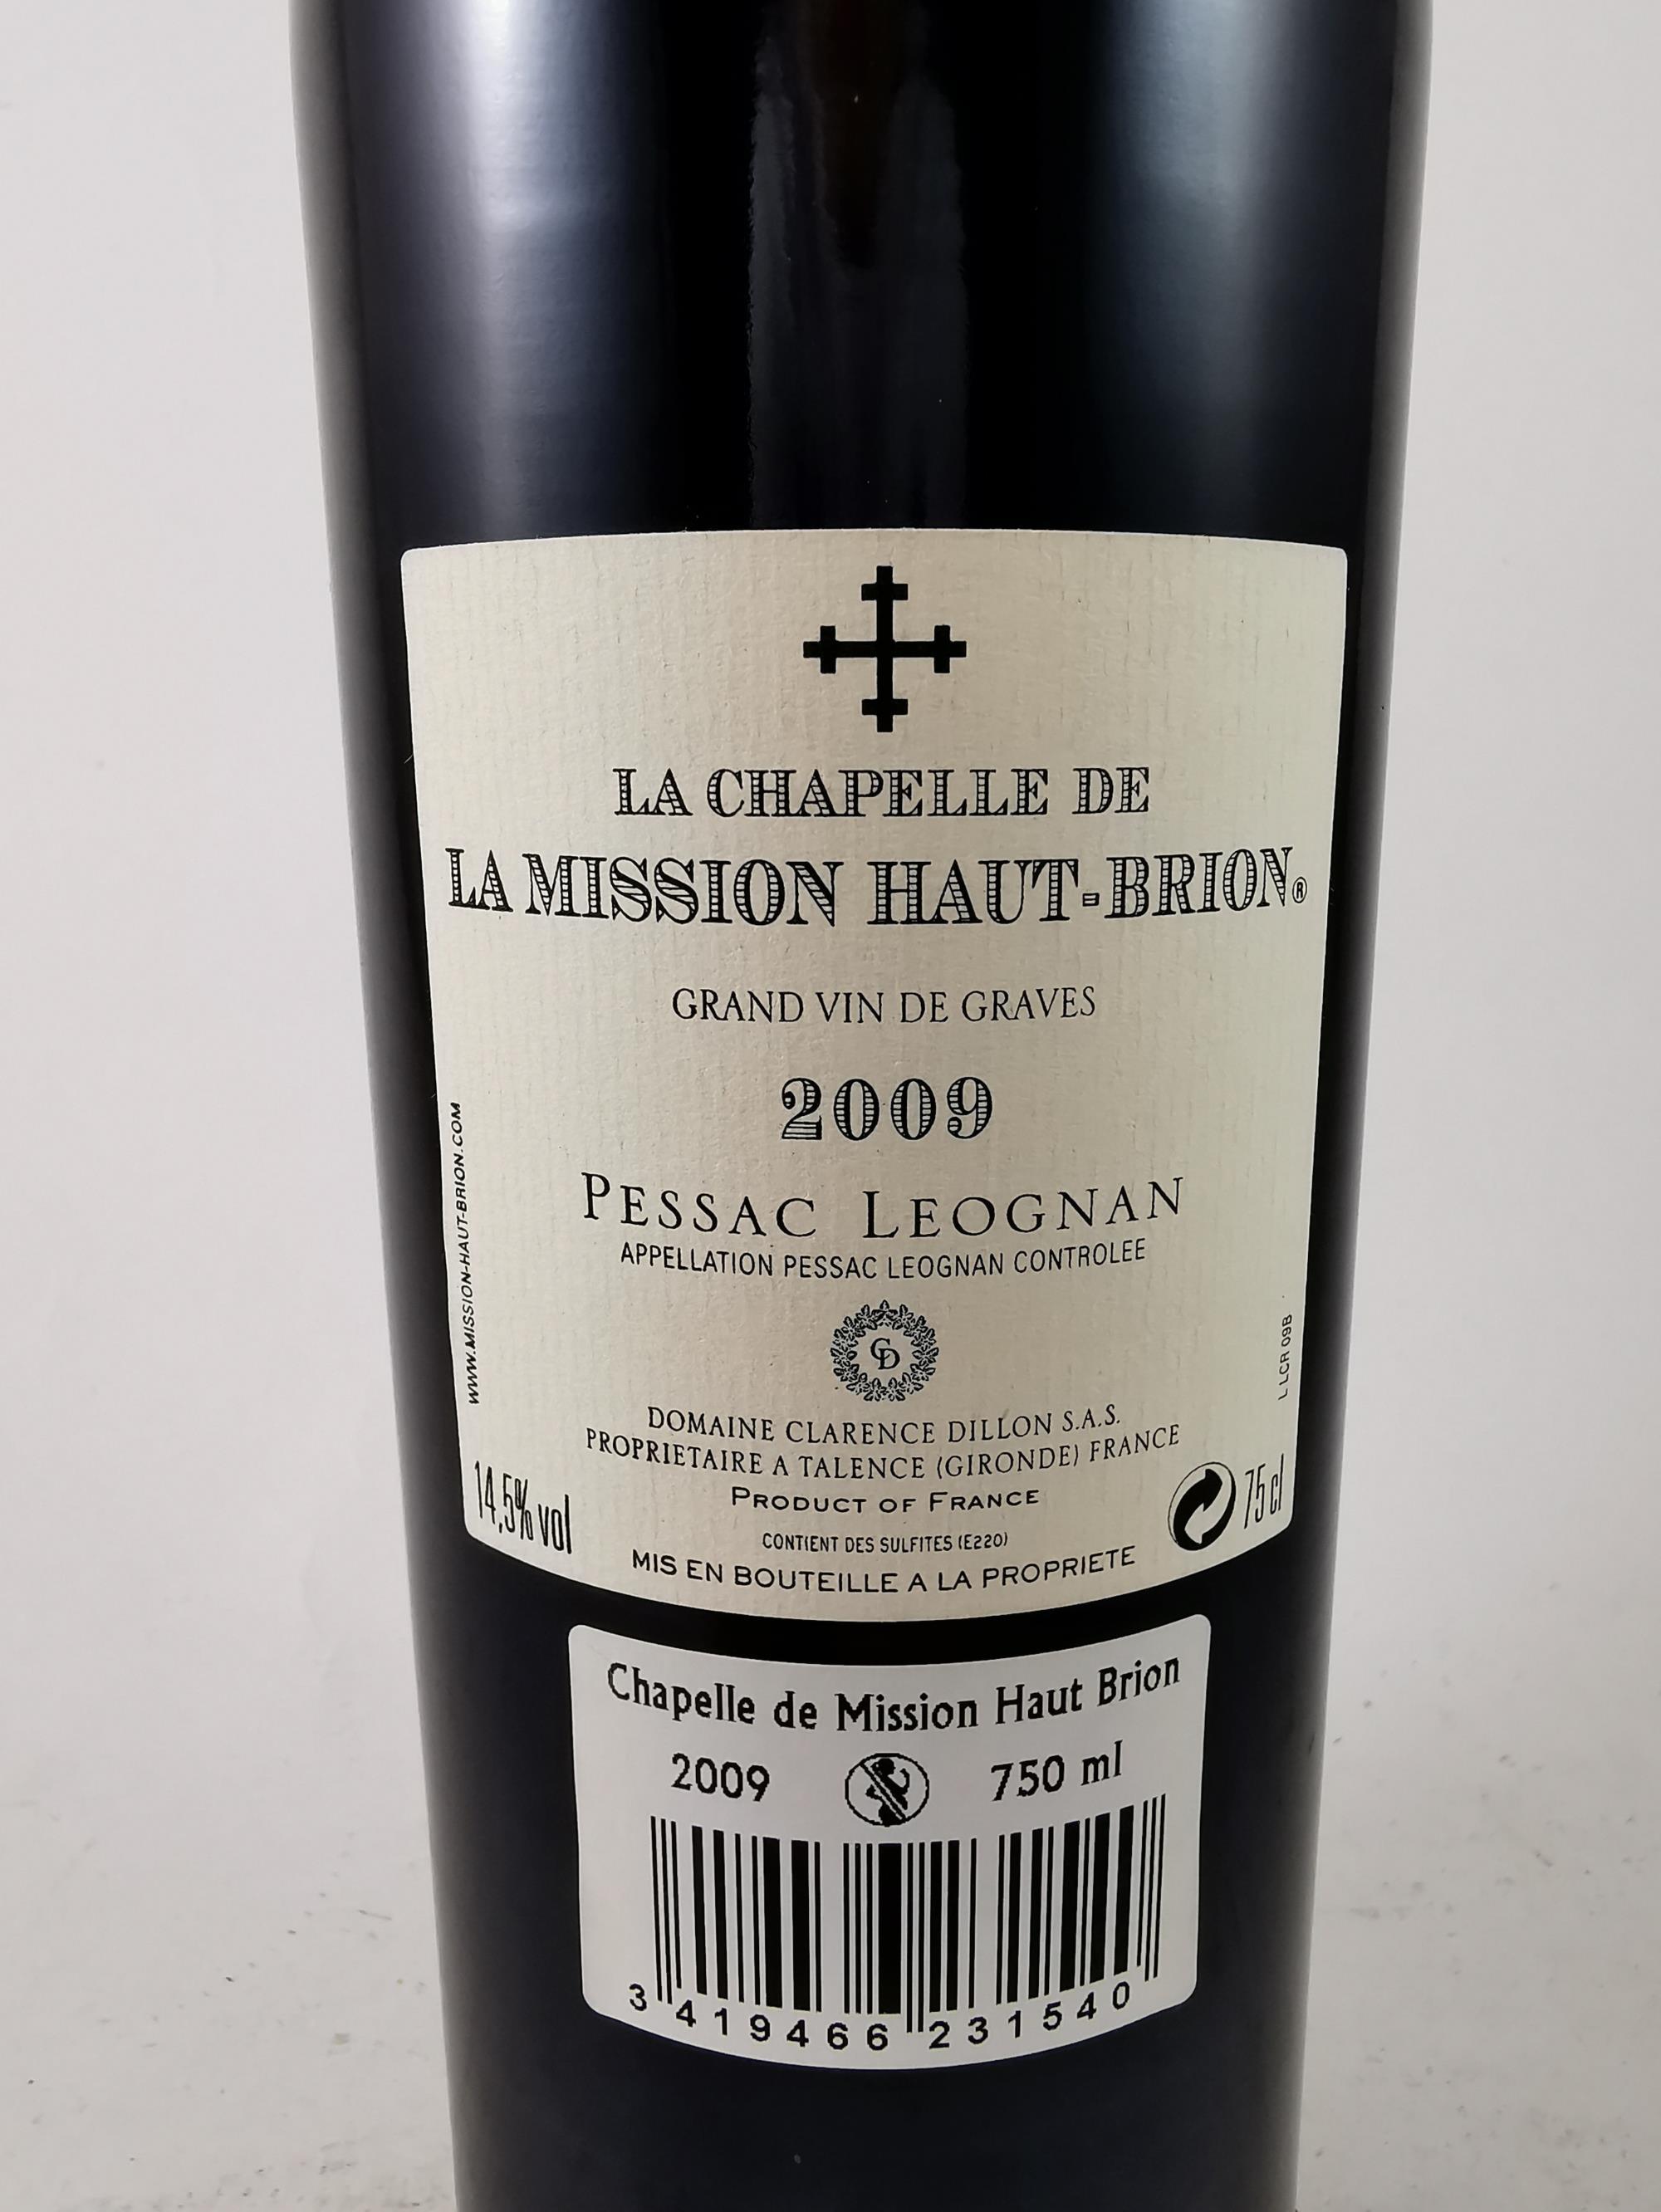 LA CHAPELLE DE
LA MISSION HAUT-BRION®
GRAND VIN DE GRAVES
2009
PESSAC LEOGNAN
APPELLATION PESSAC LEOGNAN CONTROLEE
CD
DOMAINE CLARENCE DILLON S.A.S.
PROPRIETAIRE A TALENCE (GIRONDE) FRANCE
PRODUCT OF FRANCE
CONTIENT DES SULFITES (E220)
MIS EN BOUTEILLE A LA PROPRIETE
14,5% vol
75 cl
WWW.MISSION-HAUT-BRION.COM
L LCR 09B
Chapelle de Mission Haut Brion
2009 750 ml
3 419466 231540